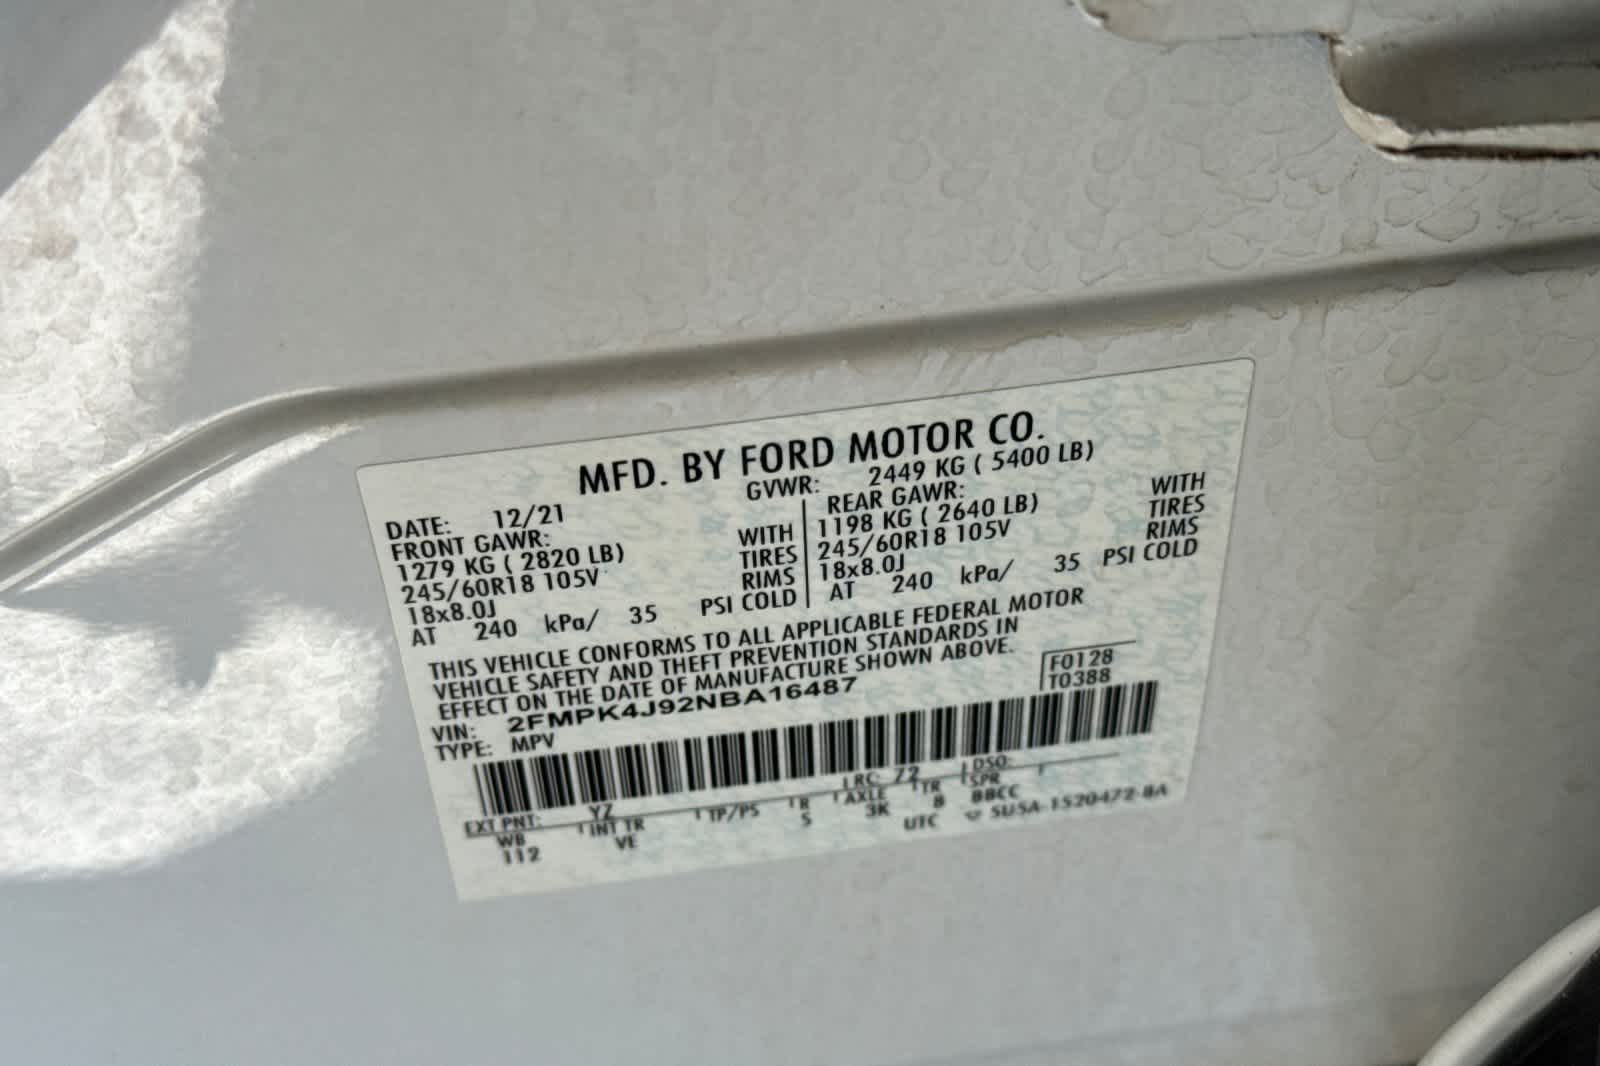 MFD. BY FORD MOTOR CO.
DATE: 12/21 GVWR: 2449 KG ( 5400 LB)
FRONT GAWR: REAR GAWR:
1279 KG ( 2820 LB) WITH 1198 KG ( 2640 LB) WITH
245/60R18 105V TIRES 245/60R18 105V TIRES
18x8.0J RIMS 18x8.0J RIMS
AT 240 kPa/ 35 PSI COLD AT 240 kPa/ 35 PSI COLD
THIS VEHICLE CONFORMS TO ALL APPLICABLE FEDERAL MOTOR
VEHICLE SAFETY AND THEFT PREVENTION STANDARDS IN
EFFECT ON THE DATE OF MANUFACTURE SHOWN ABOVE.
VIN: 2FMPK4J92NBA16487 F0128
TYPE: MPV T0388
EXT PNT: YZ RC: 72 DSO:
WB INT TR TP/PS R AXLE TR SPR
112 VE S 3K 8 BBCC
UTC 5U5A-1520472-BA